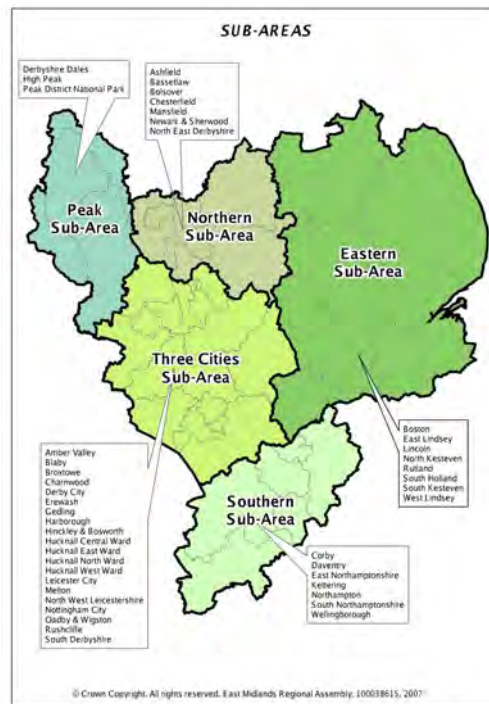 SUB-AREAS
Derbyshire Dales
High Peak
Peak District National Park
Ashfield
Bassetlaw
Bolsover
Chesterfield
Mansfield
Newark & Sherwood
North East Derbyshire
Peak
Sub-Area
Northern
Sub-Area
Eastern
Sub-Area
Three Cities
Sub-Area
Boston
East Lindsey
Lincoln
North Kesteven
Rutland
South Holland
South Kesteven
West Lindsey
Amber Valley
Blaby
Broxtowe
Charnwood
Derby City
Erewash
Gedling
Harborough
Hinckley & Bosworth
Hucknall Central Ward
Hucknall East Ward
Hucknall North Ward
Hucknall West Ward
Leicester City
Melton
North West Leicestershire
Nottingham City
Oadby & Wigston
Rushcliffe
South Derbyshire
Southern
Sub-Area
Corby
Daventry
East Northamptonshire
Kettering
Northampton
South Northamptonshire
Wellingborough
© Crown Copyright. All rights reserved. East Midlands Regional Assembly, 100038615, 2007